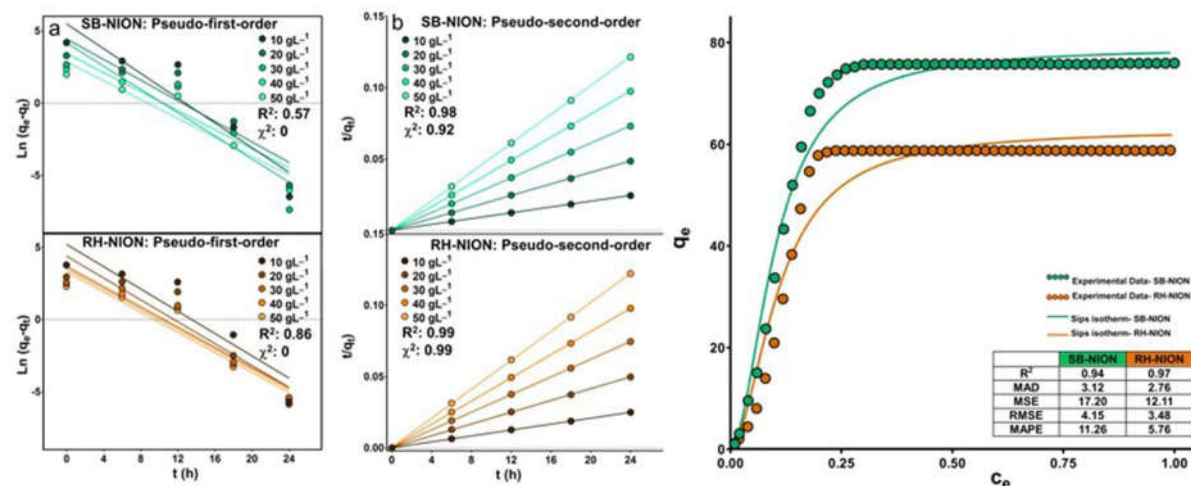 a
SB-NION: Pseudo-first-order
10 gL⁻¹
20 gL⁻¹
30 gL⁻¹
40 gL⁻¹
50 gL⁻¹
R²: 0.57
χ²: 0
Ln (qₑ-qₜ)
5
0
-5
RH-NION: Pseudo-first-order
10 gL⁻¹
20 gL⁻¹
30 gL⁻¹
40 gL⁻¹
50 gL⁻¹
R²: 0.86
χ²: 0
Ln (qₑ-qₜ)
5
0
-5
0 4 8 12 16 20 24
t (h)
b
SB-NION: Pseudo-second-order
10 gL⁻¹
20 gL⁻¹
30 gL⁻¹
40 gL⁻¹
50 gL⁻¹
R²: 0.98
χ²: 0.92
t/qₜ
0.15
0.10
0.05
0.15
RH-NION: Pseudo-second-order
10 gL⁻¹
20 gL⁻¹
30 gL⁻¹
40 gL⁻¹
50 gL⁻¹
R²: 0.99
χ²: 0.99
t/qₜ
0.10
0.05
0.00
0 4 8 12 16 20 24
t (h)
qₑ
80
60
40
20
0
0.00 0.25 0.50 0.75 1.00
cₑ
Experimental Data- SB-NION
Experimental Data- RH-NION
Sips isotherm- SB-NION
Sips isotherm- RH-NION
SB-NION RH-NION
R² 0.94 0.97
MAD 3.12 2.76
MSE 17.20 12.11
RMSE 4.15 3.48
MAPE 11.26 5.76